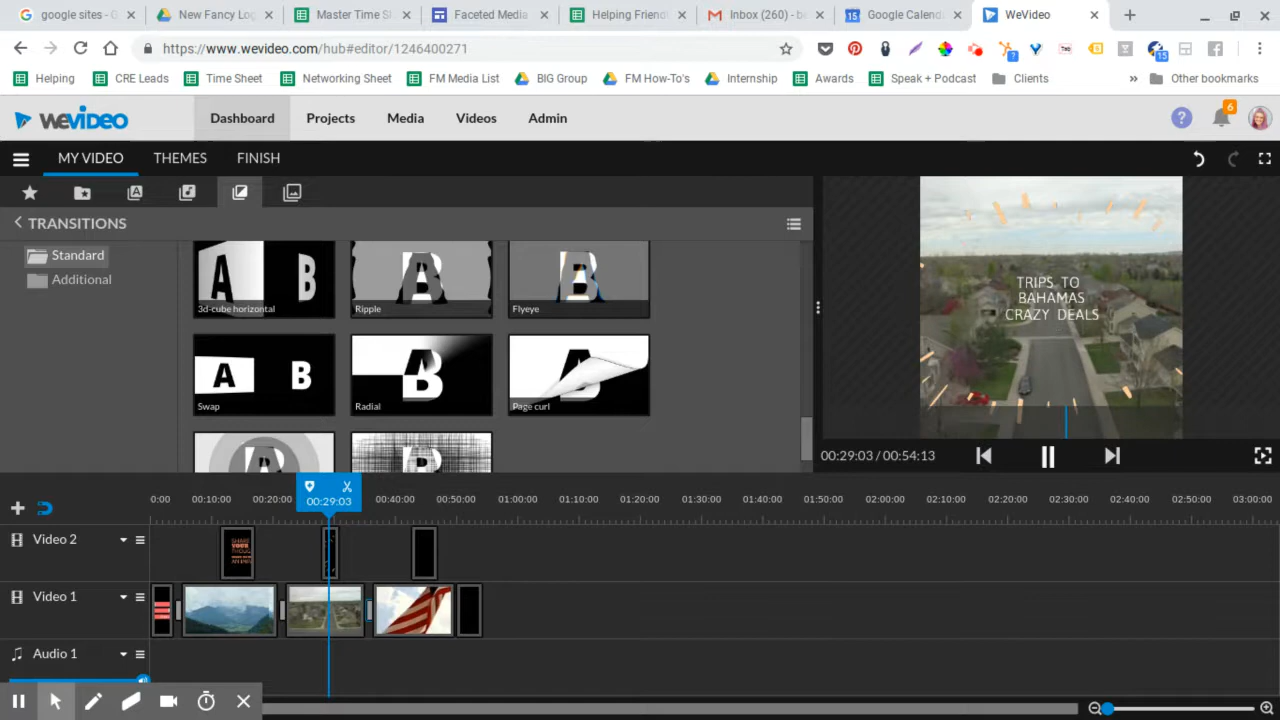 google sites - G
New Fancy Log
Master Time S
Faceted Media
Helping Friend
Inbox (260) - be
Google Calend
WeVideo
https://www.wevideo.com/hub#editor/1246400271
Helping
CRE Leads
Time Sheet
Networking Sheet
FM Media List
BIG Group
FM How-To's
Internship
Awards
Speak + Podcast
Clients
»
Other bookmarks
WeVideo
Dashboard
Projects
Media
Videos
Admin
6
MY VIDEO
THEMES
FINISH
TRANSITIONS
Standard
Additional
3d-cube horizontal
Ripple
Flyeye
Swap
Radial
Page curl
TRIPS TO
BAHAMAS
CRAZY DEALS
00:29:03 / 00:54:13
00:29:03
0:00
00:10:00
00:20:00
00:40:00
00:50:00
01:00:00
01:10:00
01:20:00
01:30:00
01:40:00
01:50:00
02:00:00
02:10:00
02:20:00
02:30:00
02:40:00
02:50:00
03:00:00
Video 2
SHARE
YOUR
Video 1
Audio 1